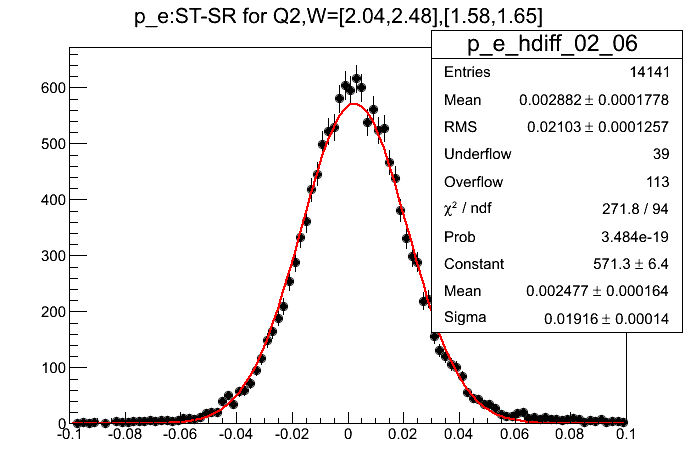 p_e:ST-SR for Q2,W=[2.04,2.48],[1.58,1.65]
p_e_hdiff_02_06
Entries 14141
Mean 0.002882 ± 0.0001778
RMS 0.02103 ± 0.0001257
Underflow 39
Overflow 113
χ² / ndf 271.8 / 94
Prob 3.484e-19
Constant 571.3 ± 6.4
Mean 0.002477 ± 0.000164
Sigma 0.01916 ± 0.00014
600
500
400
300
200
100
0
-0.1 -0.08 -0.06 -0.04 -0.02 0 0.02 0.04 0.06 0.08 0.1